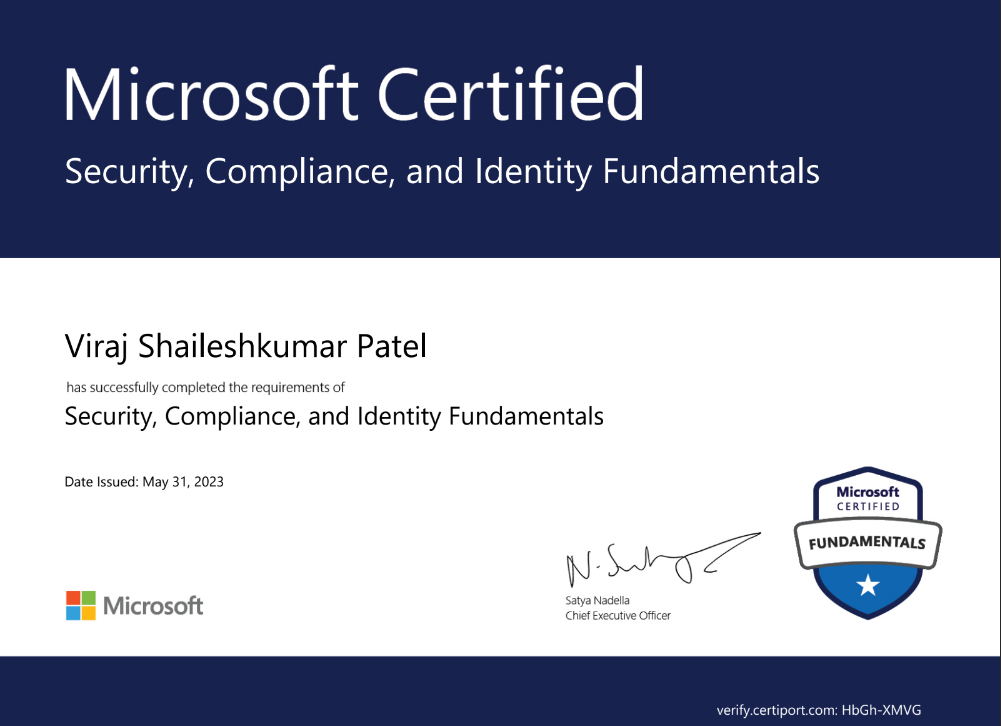 Microsoft Certified
Security, Compliance, and Identity Fundamentals
Viraj Shaileshkumar Patel
has successfully completed the requirements of
Security, Compliance, and Identity Fundamentals
Date Issued: May 31, 2023
Microsoft
CERTIFIED
FUNDAMENTALS
N. S
Satya Nadella
Chief Executive Officer
Microsoft
verify.certiport.com: HbGh-XMVG